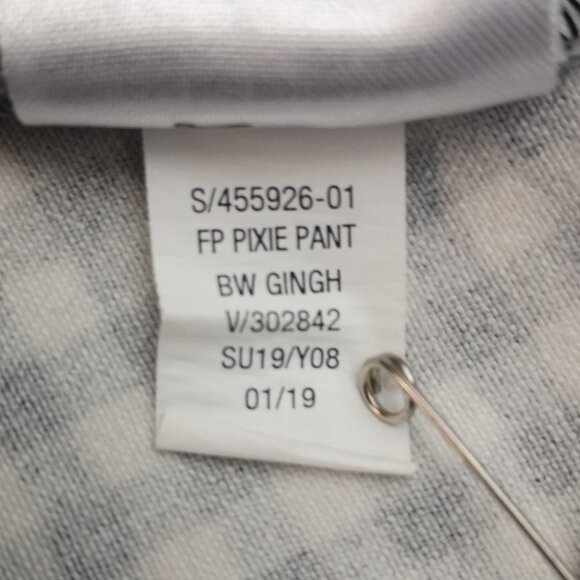 S/455926-01
FP PIXIE PANT
BW GINGH
V/302842
SU19/Y08
01/19